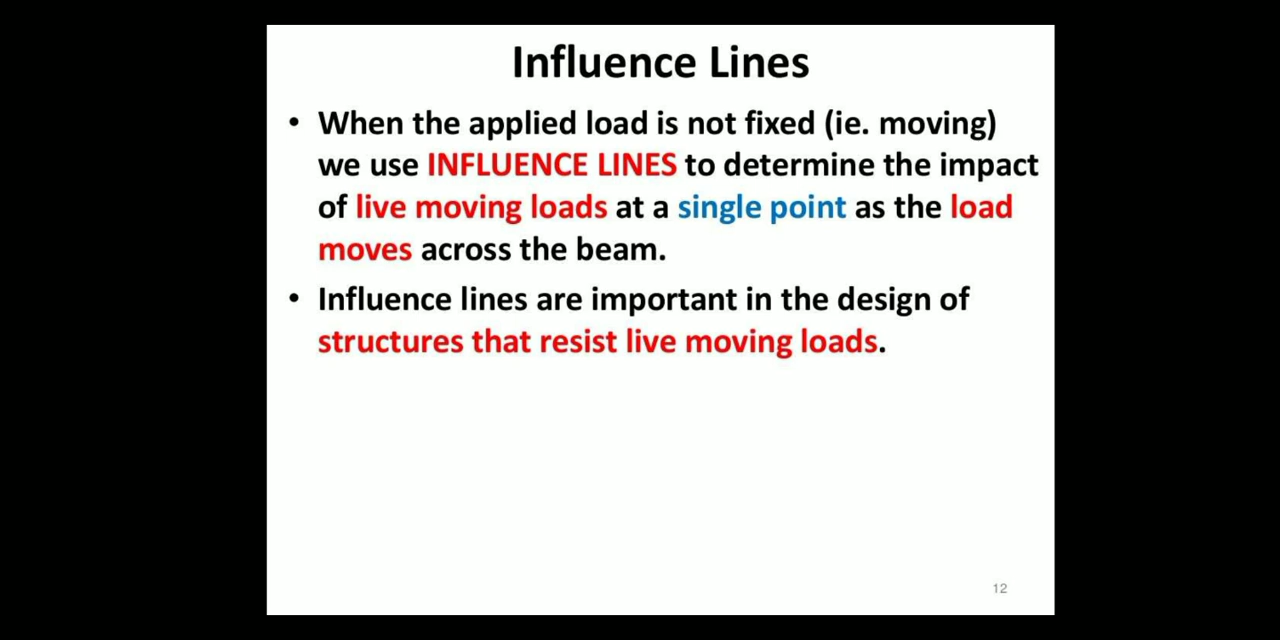 Influence Lines
• When the applied load is not fixed (ie. moving)
we use INFLUENCE LINES to determine the impact
of live moving loads at a single point as the load
moves across the beam.
• Influence lines are important in the design of
structures that resist live moving loads.
12